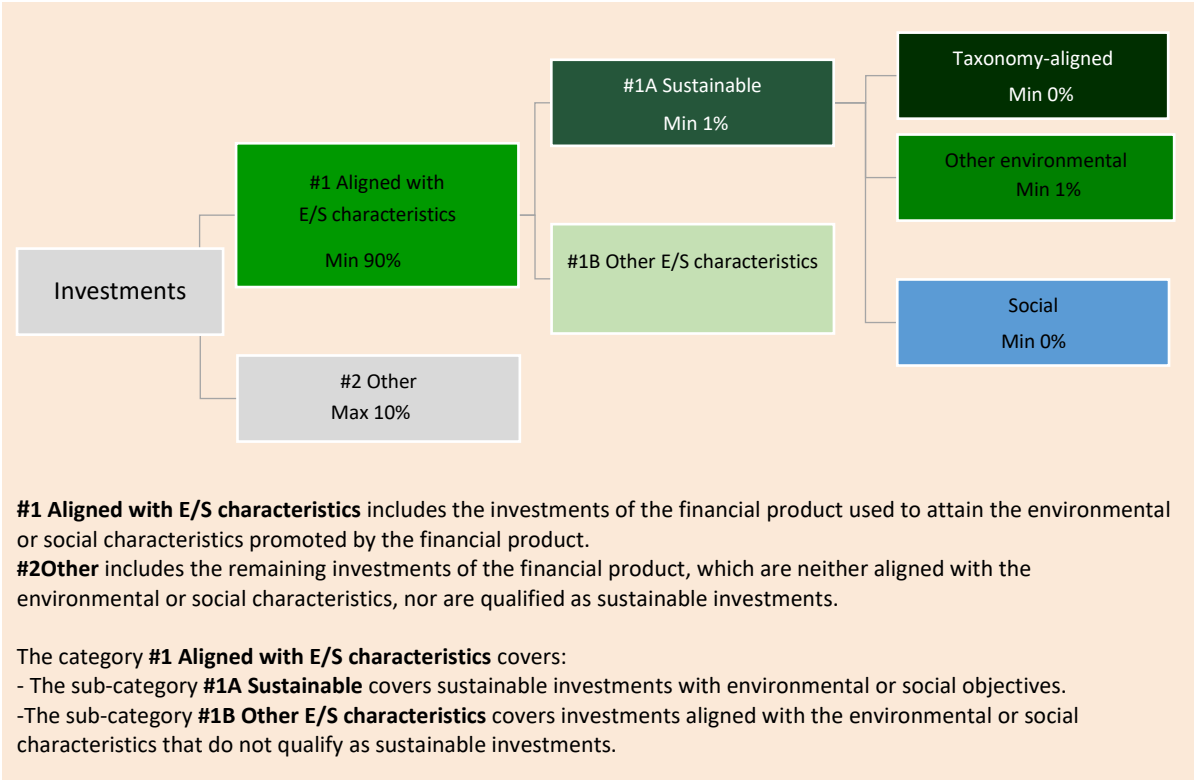 Investments
#1 Aligned with
E/S characteristics
Min 90%
#2 Other
Max 10%
#1A Sustainable
Min 1%
#1B Other E/S characteristics
Taxonomy-aligned
Min 0%
Other environmental
Min 1%
Social
Min 0%
#1 Aligned with E/S characteristics includes the investments of the financial product used to attain the environmental
or social characteristics promoted by the financial product.
#2Other includes the remaining investments of the financial product, which are neither aligned with the
environmental or social characteristics, nor are qualified as sustainable investments.
The category #1 Aligned with E/S characteristics covers:
- The sub-category #1A Sustainable covers sustainable investments with environmental or social objectives.
-The sub-category #1B Other E/S characteristics covers investments aligned with the environmental or social
characteristics that do not qualify as sustainable investments.